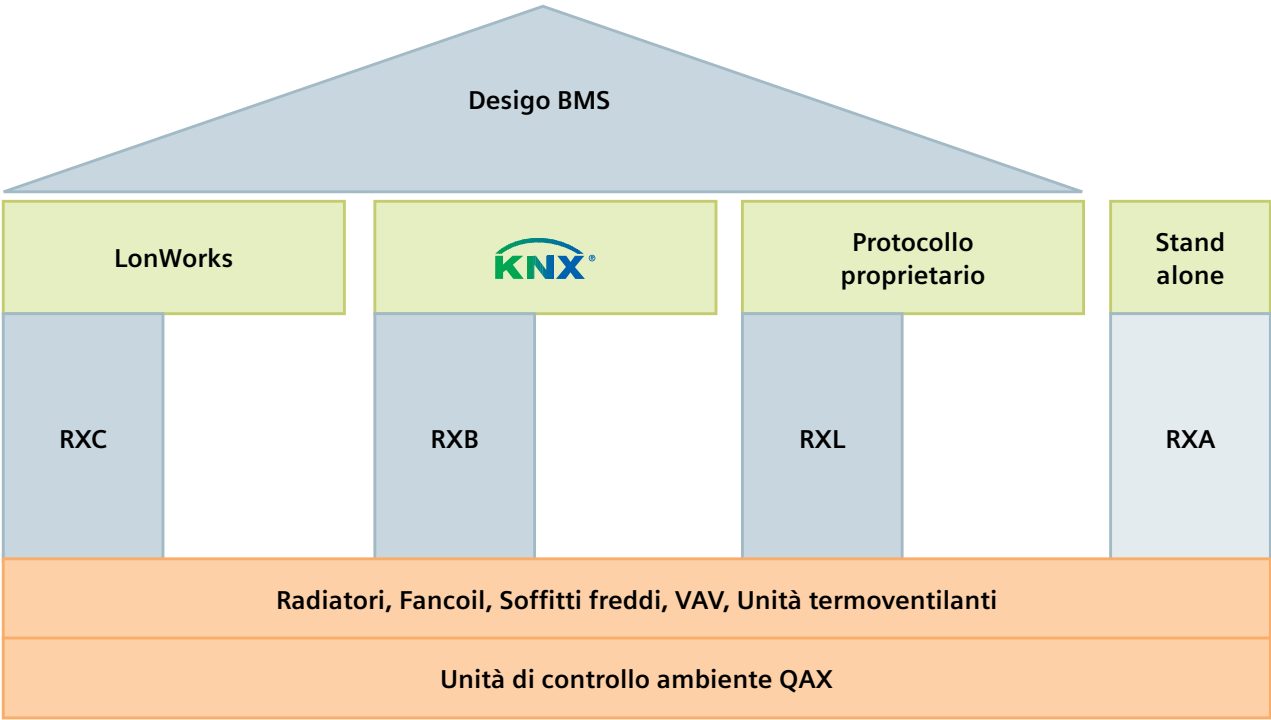 Desigo BMS
LonWorks
KNX®
Protocollo
proprietario
Stand
alone
RXC
RXB
RXL
RXA
Radiatori, Fancoil, Soffitti freddi, VAV, Unità termoventilanti
Unità di controllo ambiente QAX